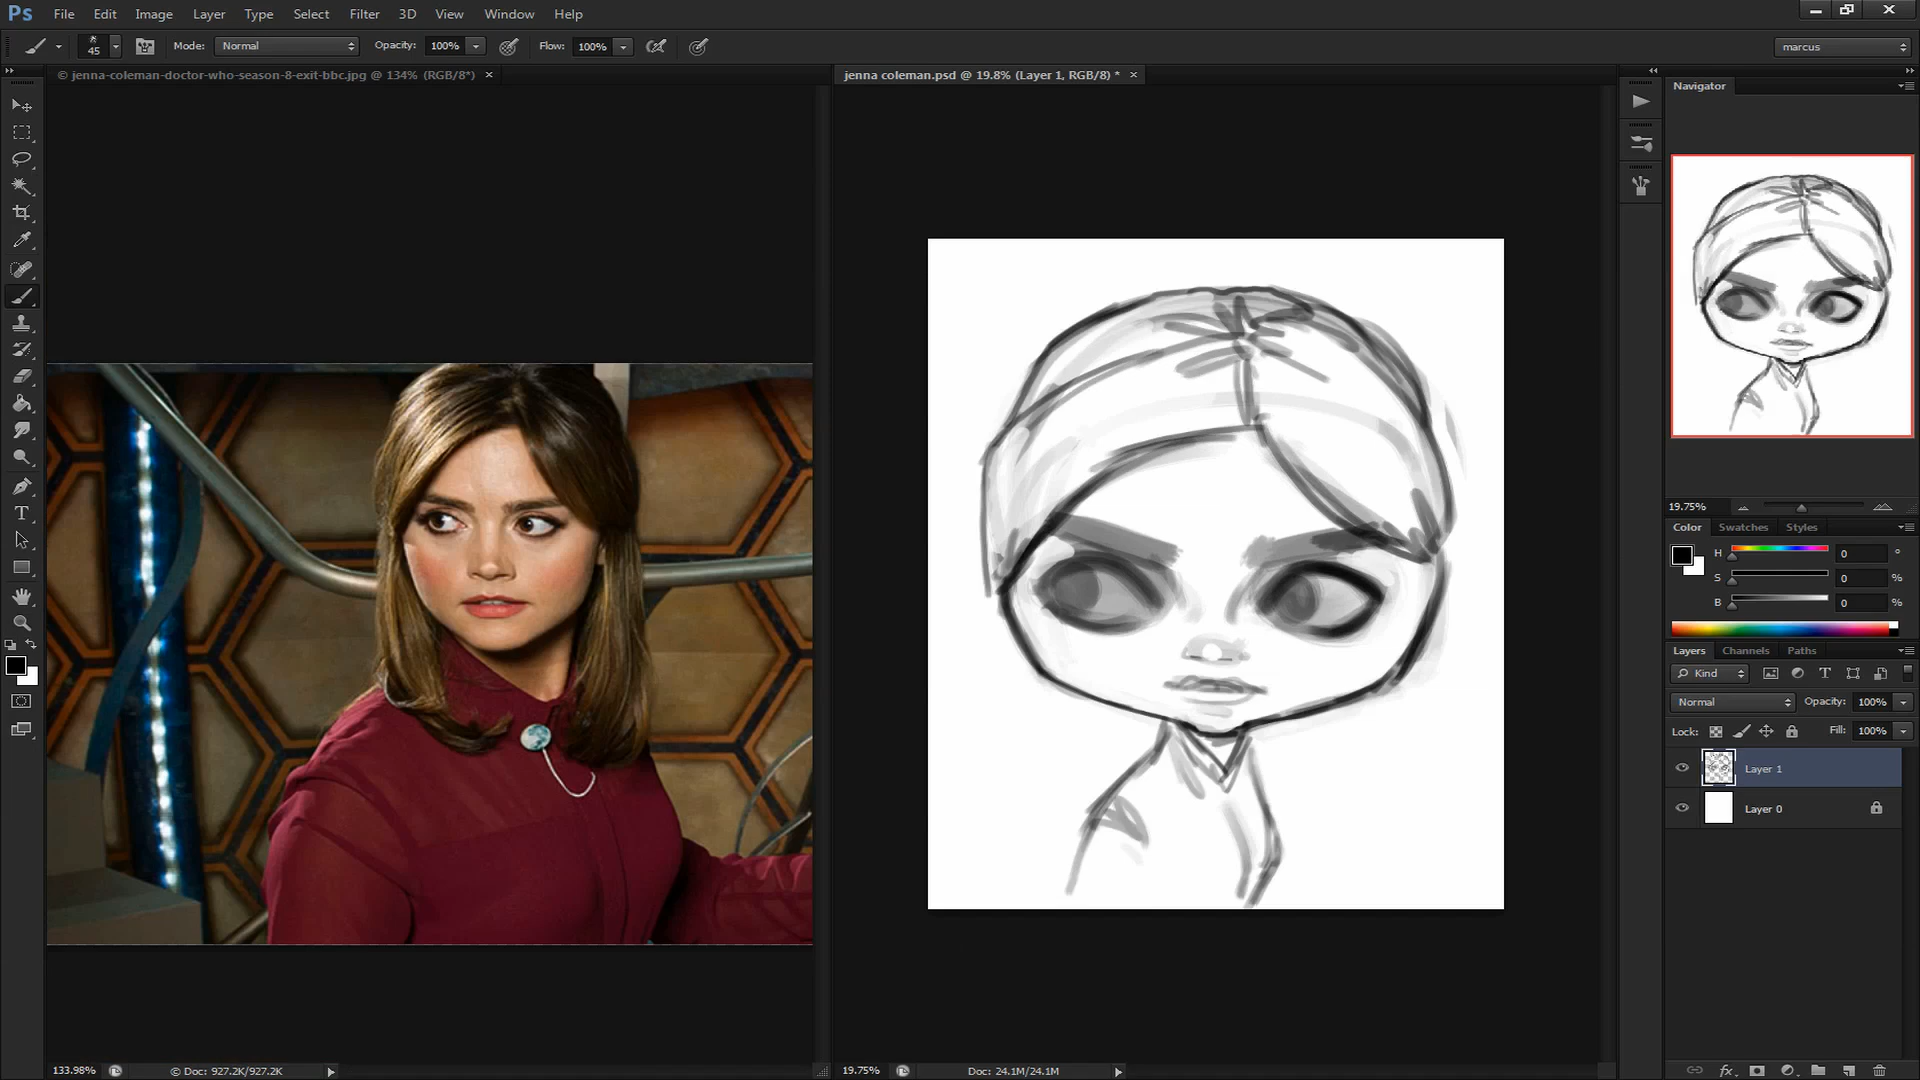 Ps File Edit Image Layer Type Select Filter 3D View Window Help
45 Mode: Normal Opacity: 100% Flow: 100% marcus
© jenna-coleman-doctor-who-season-8-exit-bbc.jpg @ 134% (RGB/8*) ×
jenna coleman.psd @ 19.8% (Layer 1, RGB/8) * ×
Navigator
19.75%
Color Swatches Styles
H 0 °
S 0 %
B 0 %
Layers Channels Paths
Kind T
Normal Opacity: 100%
Lock: Fill: 100%
Layer 1
Layer 0
fx
133.98% © Doc: 927.2K/927.2K
19.75% Doc: 24.1M/24.1M